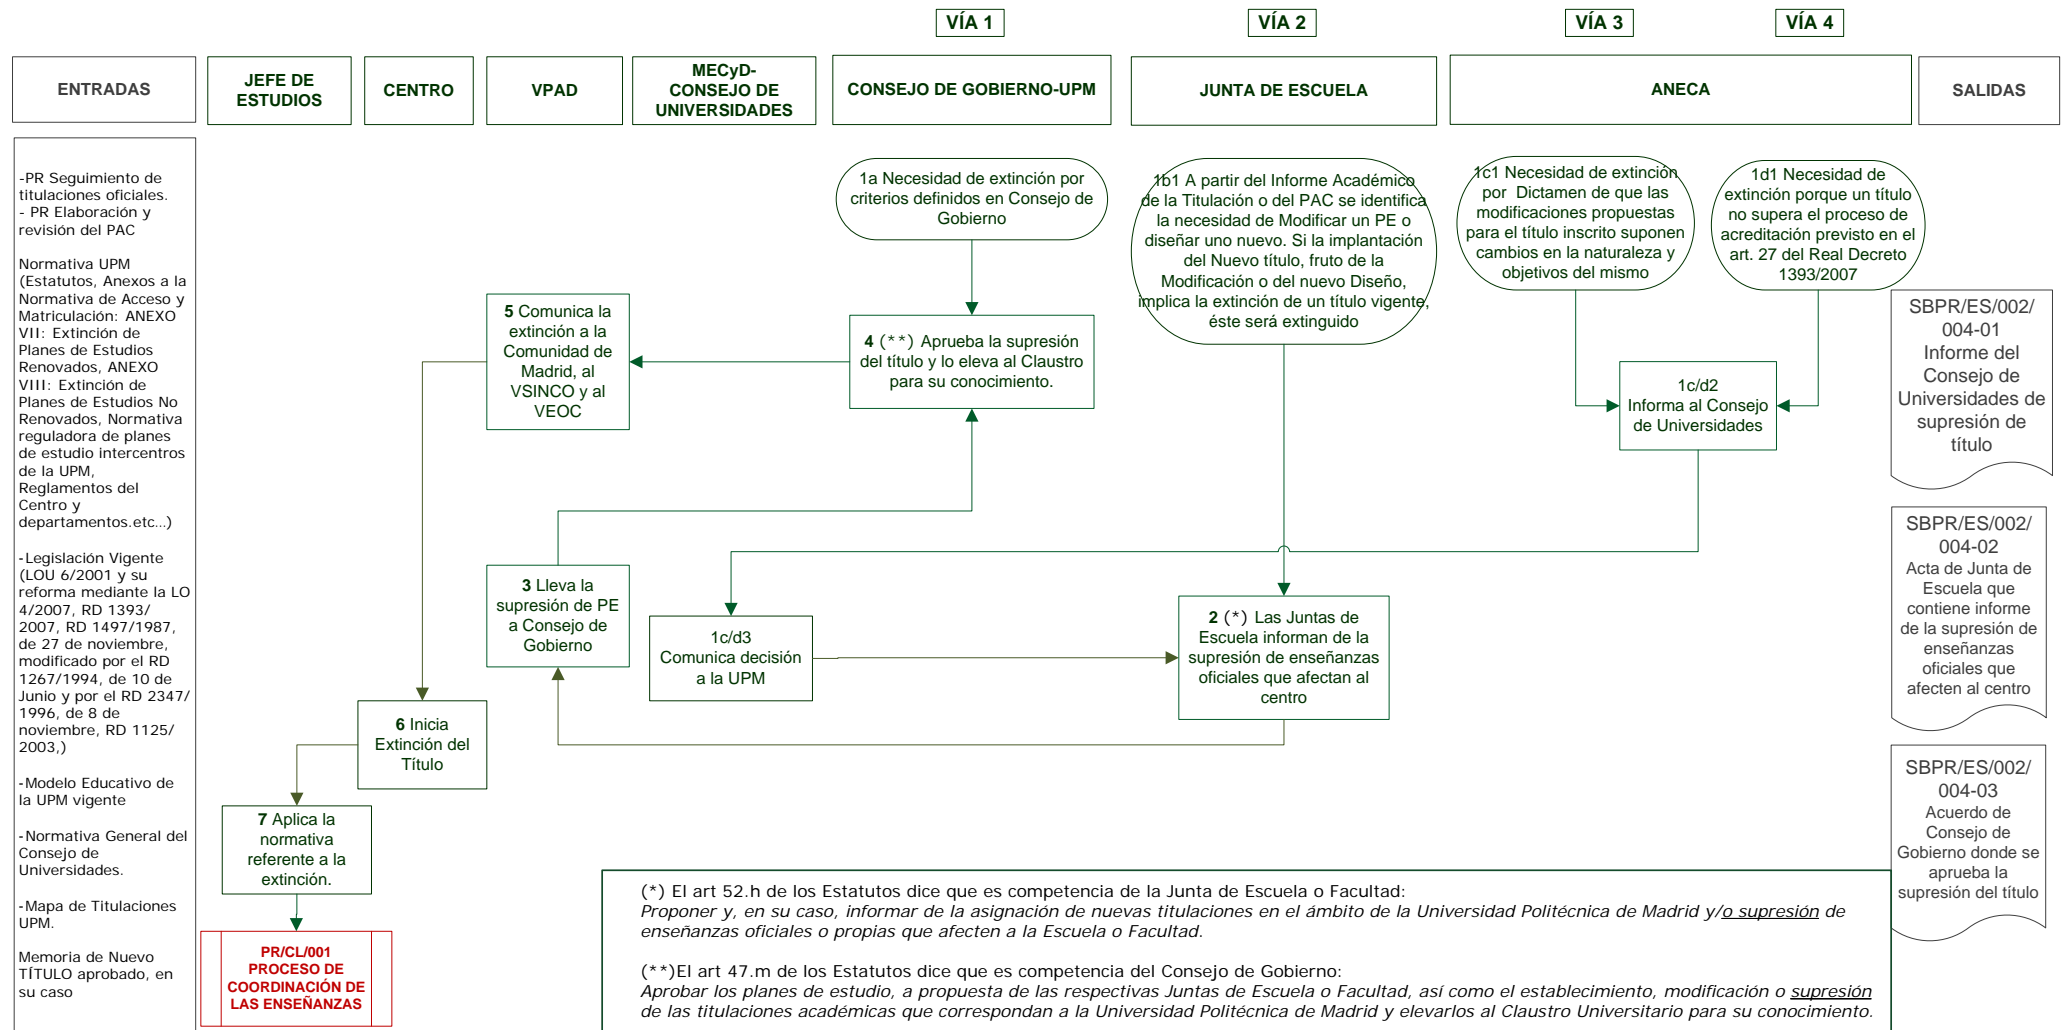 VÍA 1
VÍA 2
VÍA 3
VÍA 4
ENTRADAS
JEFE DE
ESTUDIOS
CENTRO
VPAD
MECyD-
CONSEJO DE
UNIVERSIDADES
CONSEJO DE GOBIERNO-UPM
JUNTA DE ESCUELA
ANECA
SALIDAS
-PR Seguimiento de
titulaciones oficiales.
- PR Elaboración y
revisión del PAC
Normativa UPM
(Estatutos, Anexos a la
Normativa de Acceso y
Matriculación: ANEXO
VII: Extinción de
Planes de Estudios
Renovados, ANEXO
VIII: Extinción de
Planes de Estudios No
Renovados, Normativa
reguladora de planes
de estudio intercentros
de la UPM,
Reglamentos del
Centro y
departamentos.etc...)
-Legislación Vigente
(LOU 6/2001 y su
reforma mediante la LO
4/2007, RD 1393/
2007, RD 1497/1987,
de 27 de noviembre,
modificado por el RD
1267/1994, de 10 de
Junio y por el RD 2347/
1996, de 8 de
noviembre, RD 1125/
2003,)
-Modelo Educativo de
la UPM vigente
-Normativa General del
Consejo de
Universidades.
-Mapa de Titulaciones
UPM.
Memoria de Nuevo
TÍTULO aprobado, en
su caso
1a Necesidad de extinción por
criterios definidos en Consejo de
Gobierno
1b1 A partir del Informe Académico
de la Titulación o del PAC se identifica
la necesidad de Modificar un PE o
diseñar uno nuevo. Si la implantación
del Nuevo título, fruto de la
Modificación o del nuevo Diseño,
implica la extinción de un título vigente,
éste será extinguido
1c1 Necesidad de extinción
por  Dictamen de que las
modificaciones propuestas
para el título inscrito suponen
cambios en la naturaleza y
objetivos del mismo
1d1 Necesidad de
extinción porque un título
no supera el proceso de
acreditación previsto en el
art. 27 del Real Decreto
1393/2007
5 Comunica la
extinción a la
Comunidad de
Madrid, al
VSINCO y al
VEOC
4 (**) Aprueba la supresión
del título y lo eleva al Claustro
para su conocimiento.
1c/d2
Informa al Consejo
de Universidades
3 Lleva la
supresión de PE
a Consejo de
Gobierno
1c/d3
Comunica decisión
a la UPM
2 (*) Las Juntas de
Escuela informan de la
supresión de enseñanzas
oficiales que afectan al
centro
6 Inicia
Extinción del
Título
7 Aplica la
normativa
referente a la
extinción.
PR/CL/001
PROCESO DE
COORDINACIÓN DE
LAS ENSEÑANZAS
SBPR/ES/002/
004-01
Informe del
Consejo de
Universidades de
supresión de
título
SBPR/ES/002/
004-02
Acta de Junta de
Escuela que
contiene informe
de la supresión de
enseñanzas
oficiales que
afecten al centro
SBPR/ES/002/
004-03
Acuerdo de
Consejo de
Gobierno donde se
aprueba la
supresión del título
(*) El art 52.h de los Estatutos dice que es competencia de la Junta de Escuela o Facultad:
Proponer y, en su caso, informar de la asignación de nuevas titulaciones en el ámbito de la Universidad Politécnica de Madrid y/o supresión de
enseñanzas oficiales o propias que afecten a la Escuela o Facultad.
(**)El art 47.m de los Estatutos dice que es competencia del Consejo de Gobierno:
Aprobar los planes de estudio, a propuesta de las respectivas Juntas de Escuela o Facultad, así como el establecimiento, modificación o supresión
de las titulaciones académicas que correspondan a la Universidad Politécnica de Madrid y elevarlos al Claustro Universitario para su conocimiento.